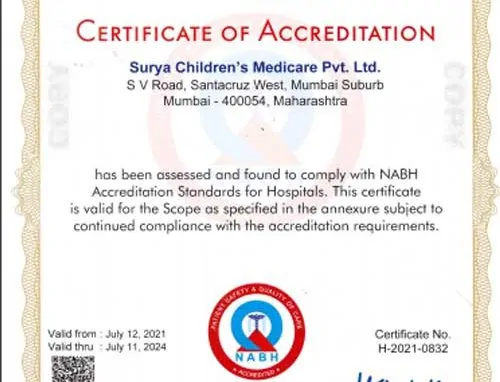 CERTIFICATE OF ACCREDITATION
Surya Children's Medicare Pvt. Ltd.
S V Road, Santacruz West, Mumbai Suburb
Mumbai - 400054, Maharashtra
COPY
COPY
has been assessed and found to comply with NABH
Accreditation Standards for Hospitals. This certificate
is valid for the Scope as specified in the annexure subject to
continued compliance with the accreditation requirements.
PATIENT SAFETY & QUALITY OF CARE
NABH
ACCREDITED
Valid from : July 12, 2021
Valid thru : July 11, 2024
Certificate No.
H-2021-0832